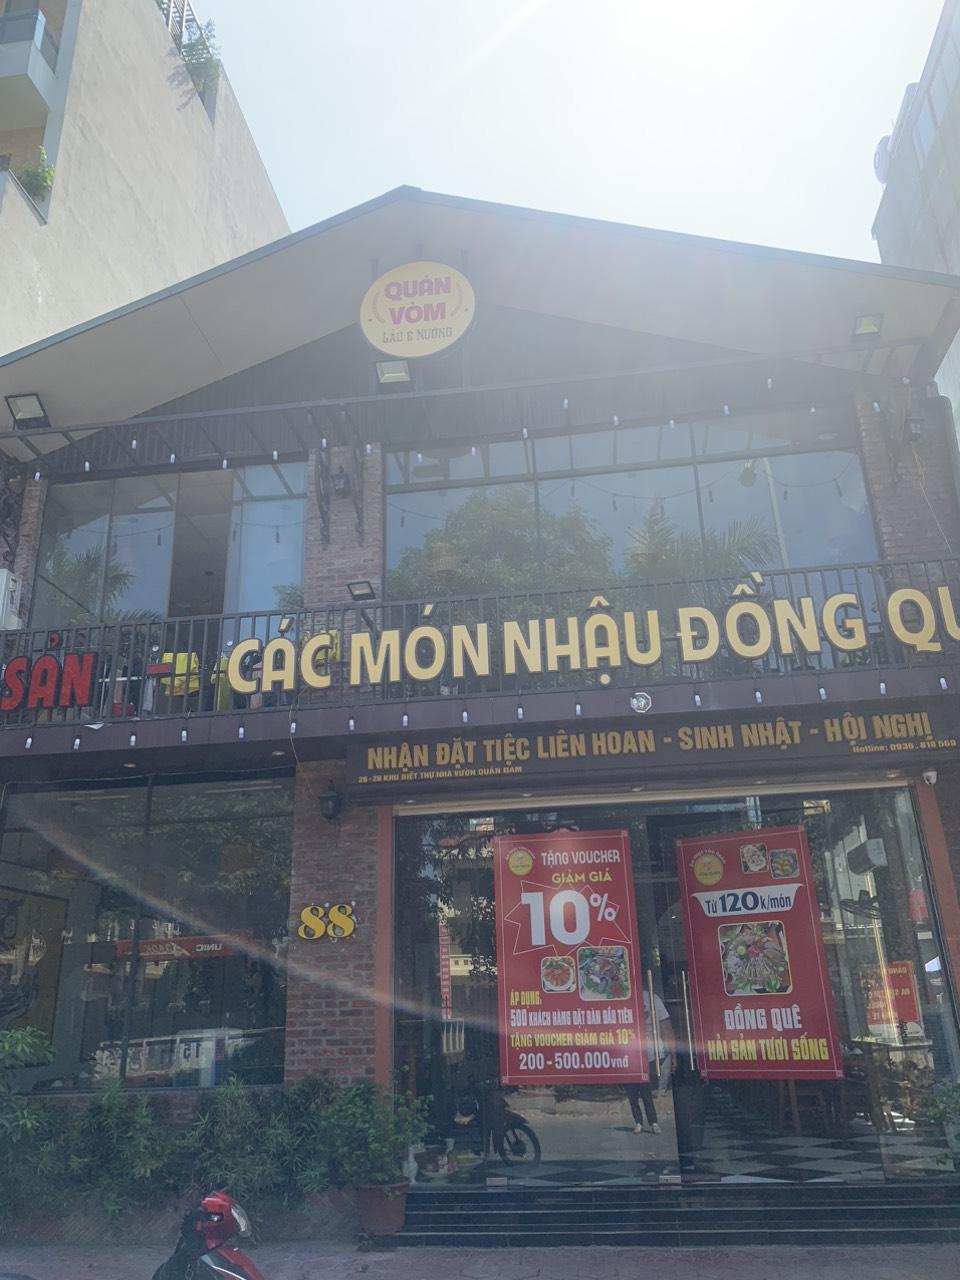 QUÁN
VÒM
LẨU & NƯỚNG
SẢN - CÁC MÓN NHẬU ĐỒNG QU
NHẬN ĐẶT TIỆC LIÊN HOAN - SINH NHẬT - HỘI NGHỊ
26-28 KHU BIỆT THỰ NHÀ VƯỜN QUÁN NAM
Hotline: 0936.818 569
88
TẶNG VOUCHER
GIẢM GIÁ
10%
ÁP DỤNG:
500 KHÁCH HÀNG ĐẶT BÀN ĐẦU TIÊN
TẶNG VOUCHER GIẢM GIÁ 10%
200 - 500.000vnđ
TỪ 120k/món
ĐỒNG QUÊ
HẢI SẢN TƯƠI SỐNG